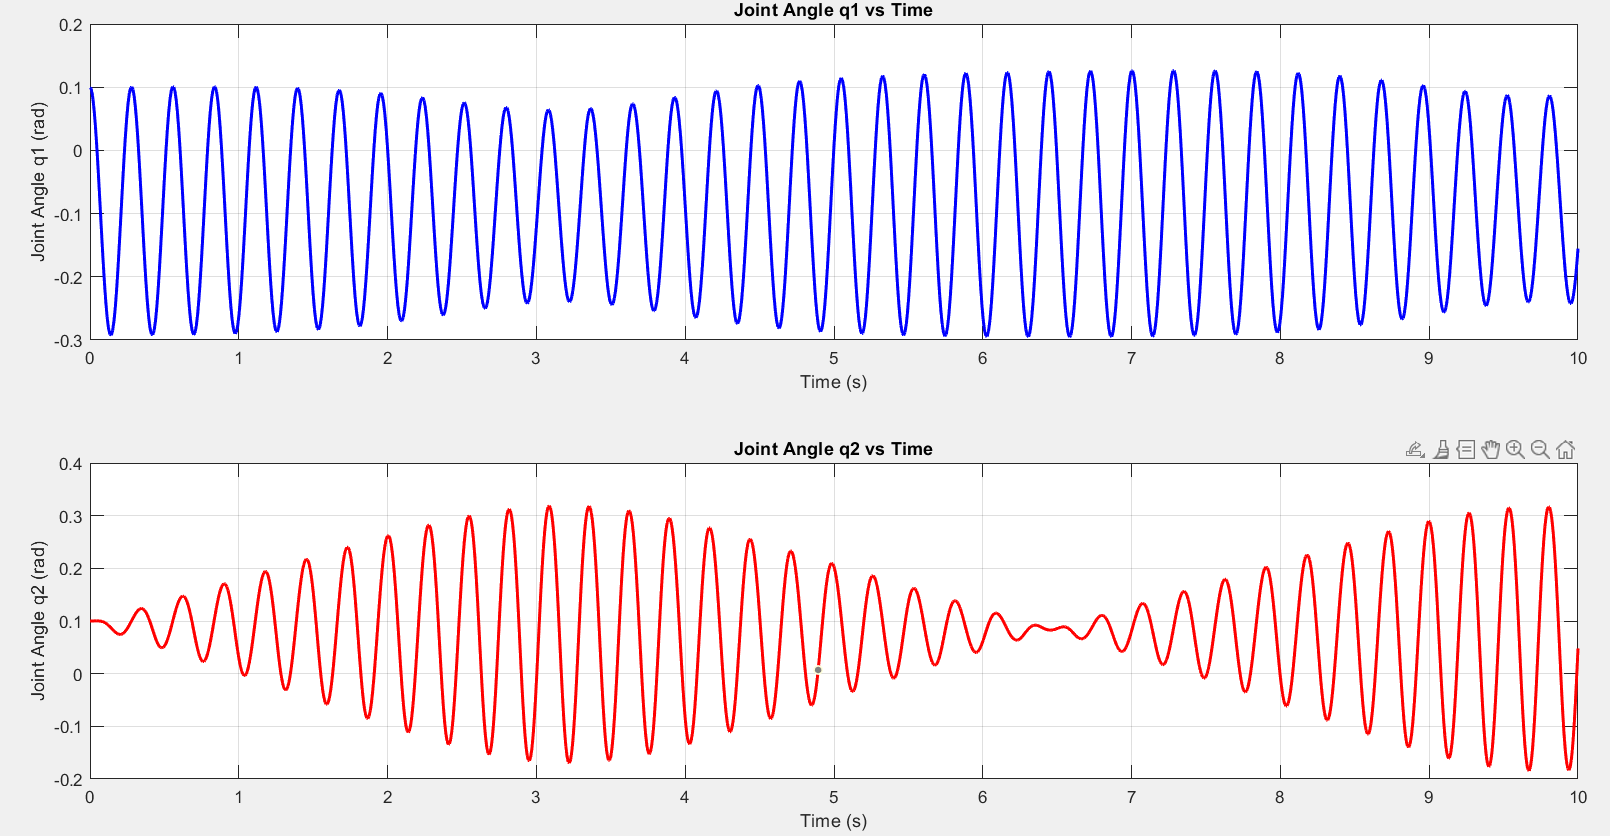 Joint Angle q1 vs Time
0.2
0.1
0
-0.1
-0.2
-0.3
Joint Angle q1 (rad)
0 1 2 3 4 5 6 7 8 9 10
Time (s)
Joint Angle q2 vs Time
0.4
0.3
0.2
0.1
0
-0.1
-0.2
Joint Angle q2 (rad)
0 1 2 3 4 5 6 7 8 9 10
Time (s)